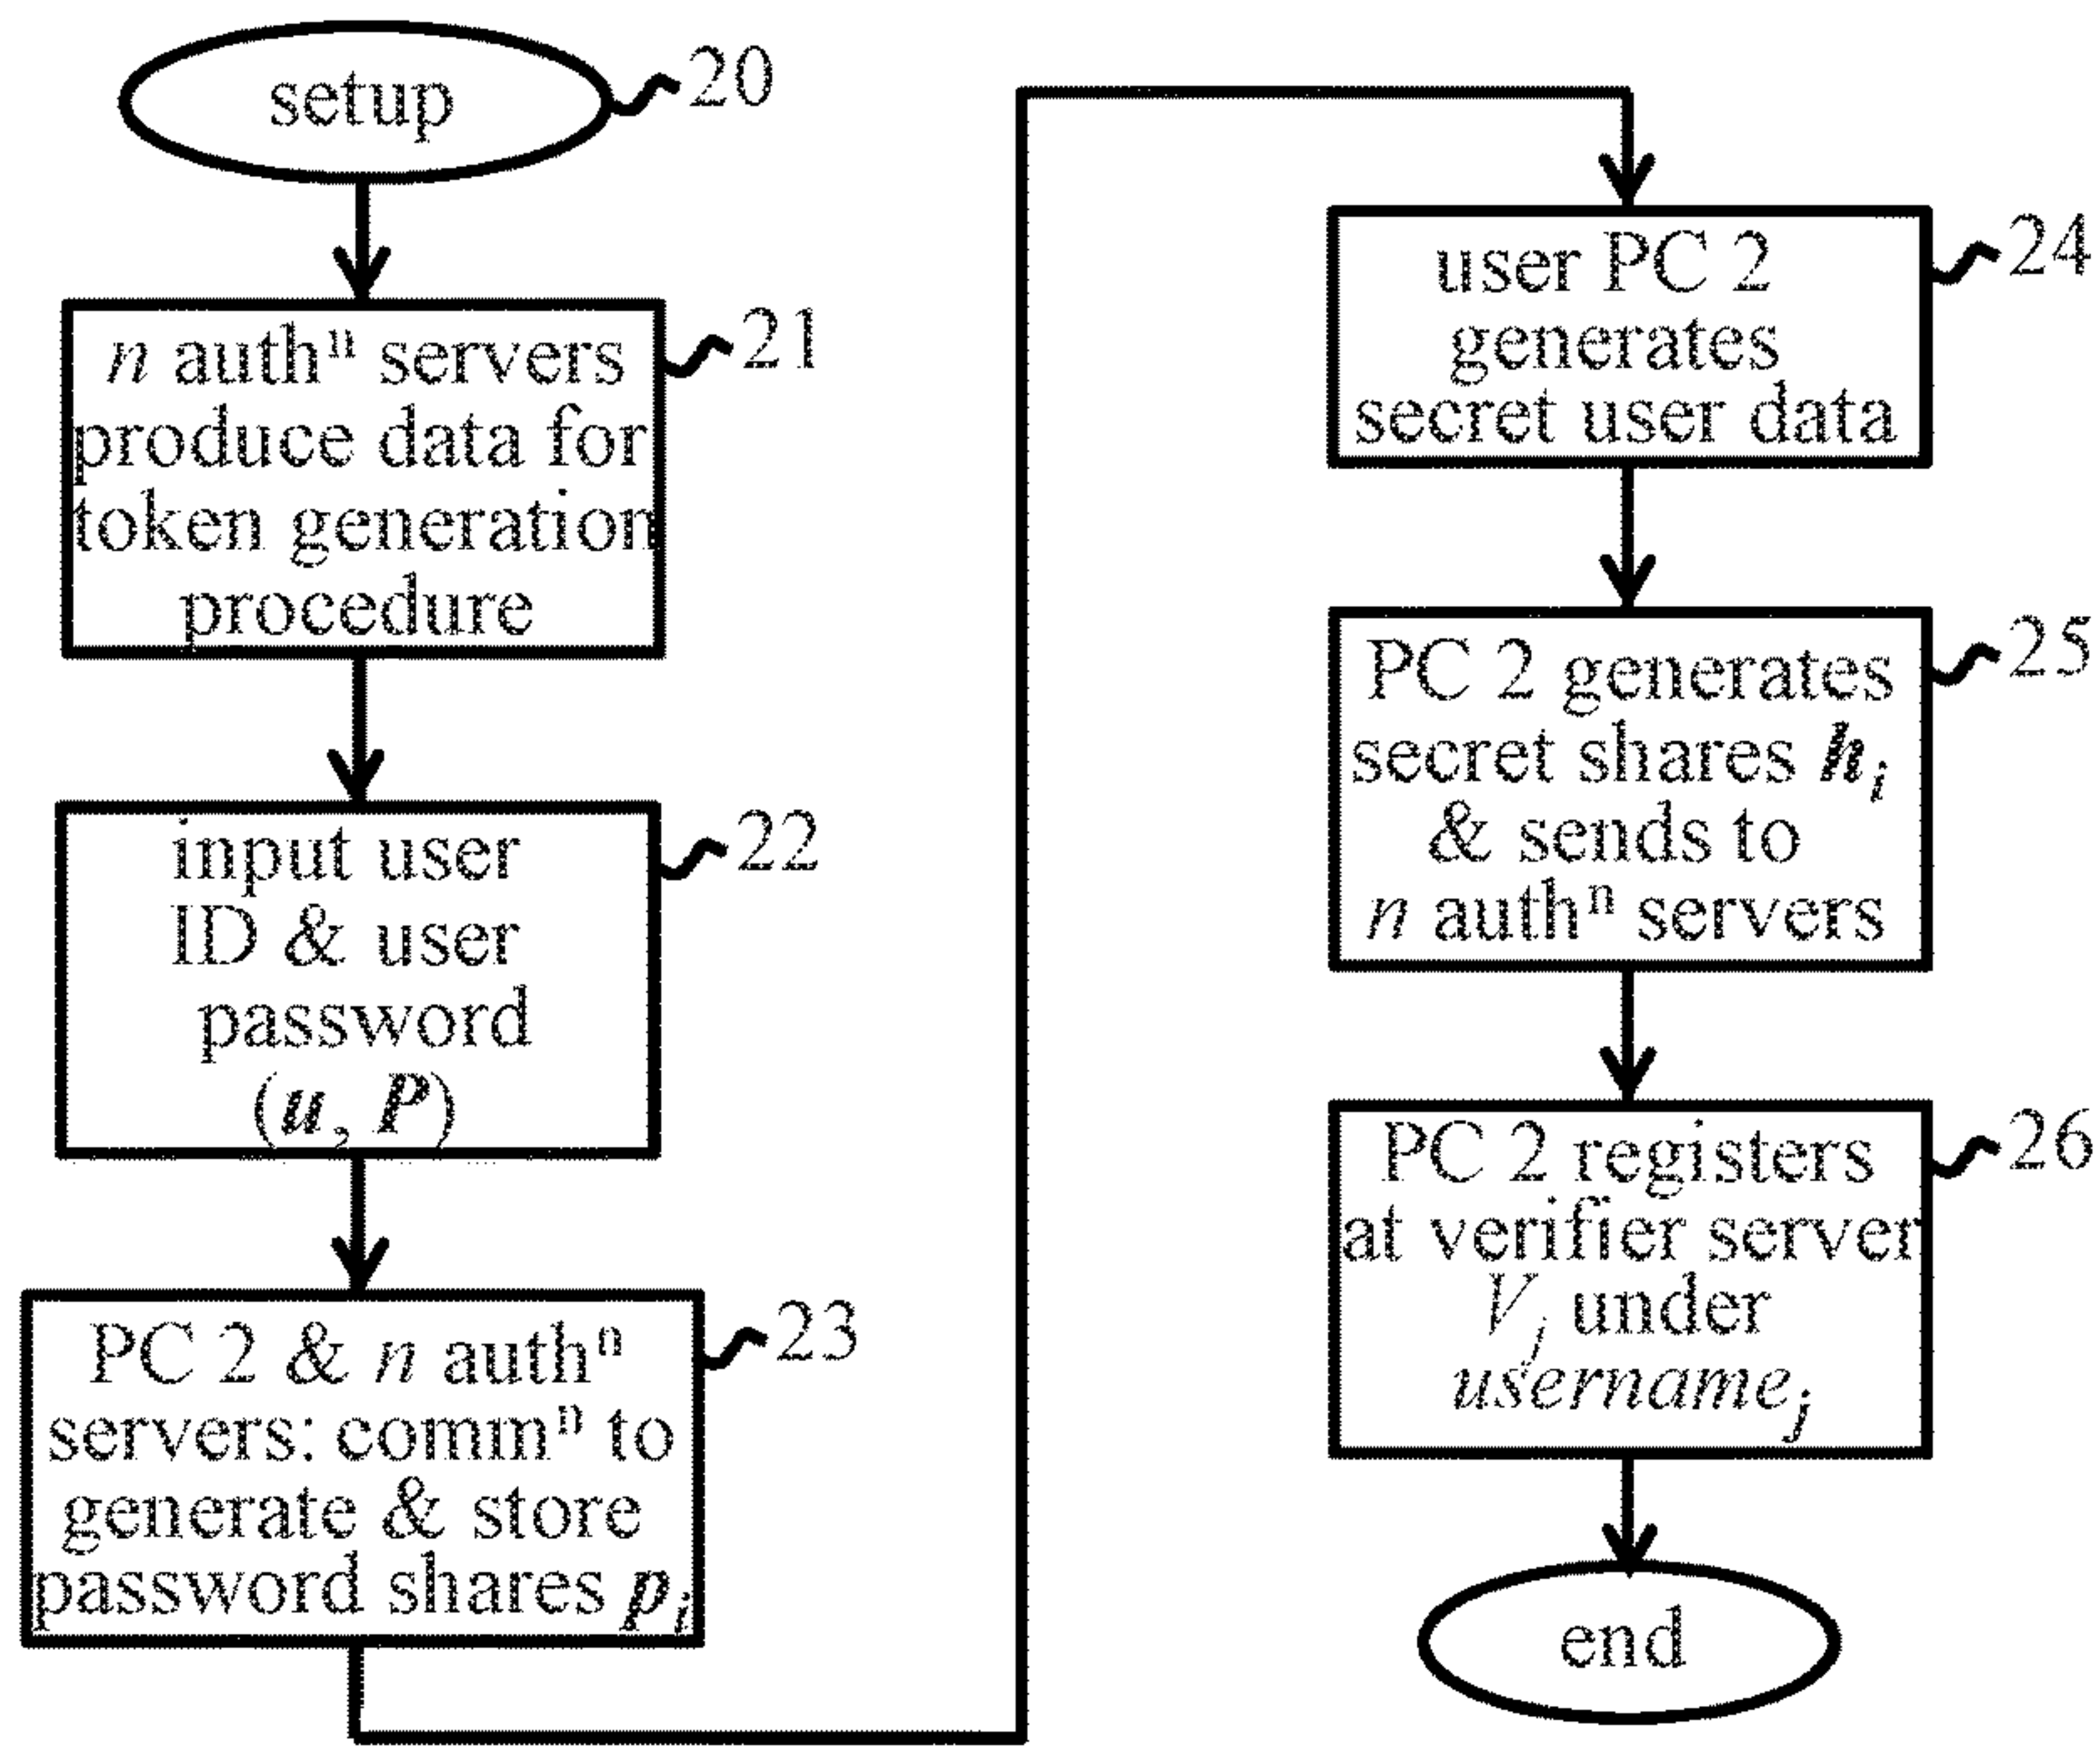 setup
20
n authⁿ servers
produce data for
token generation
procedure
21
input user
ID & user
password
(u, P)
22
PC 2 & n authⁿ
servers: commⁿ to
generate & store
password shares pᵢ
23
user PC 2
generates
secret user data
24
PC 2 generates
secret shares hᵢ
& sends to
n authⁿ servers
25
PC 2 registers
at verifier server
Vⱼ under
usernameⱼ
26
end